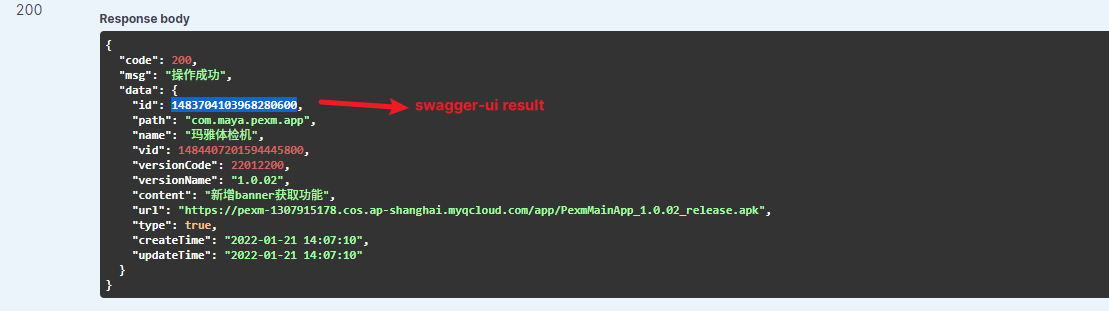 200
Response body
{
"code": 200,
"msg": "操作成功",
"data": {
"id": 1483704103968280600,
swagger-ui result
"path": "com.maya.pexm.app",
"name": "玛雅体检机",
"vid": 1484407201594445800,
"versionCode": 22012200,
"versionName": "1.0.02",
"content": "新增banner获取功能",
"url": "https://pexm-1307915178.cos.ap-shanghai.myqcloud.com/app/PexmMainApp_1.0.02_release.apk",
"type": true,
"createTime": "2022-01-21 14:07:10",
"updateTime": "2022-01-21 14:07:10"
}
}